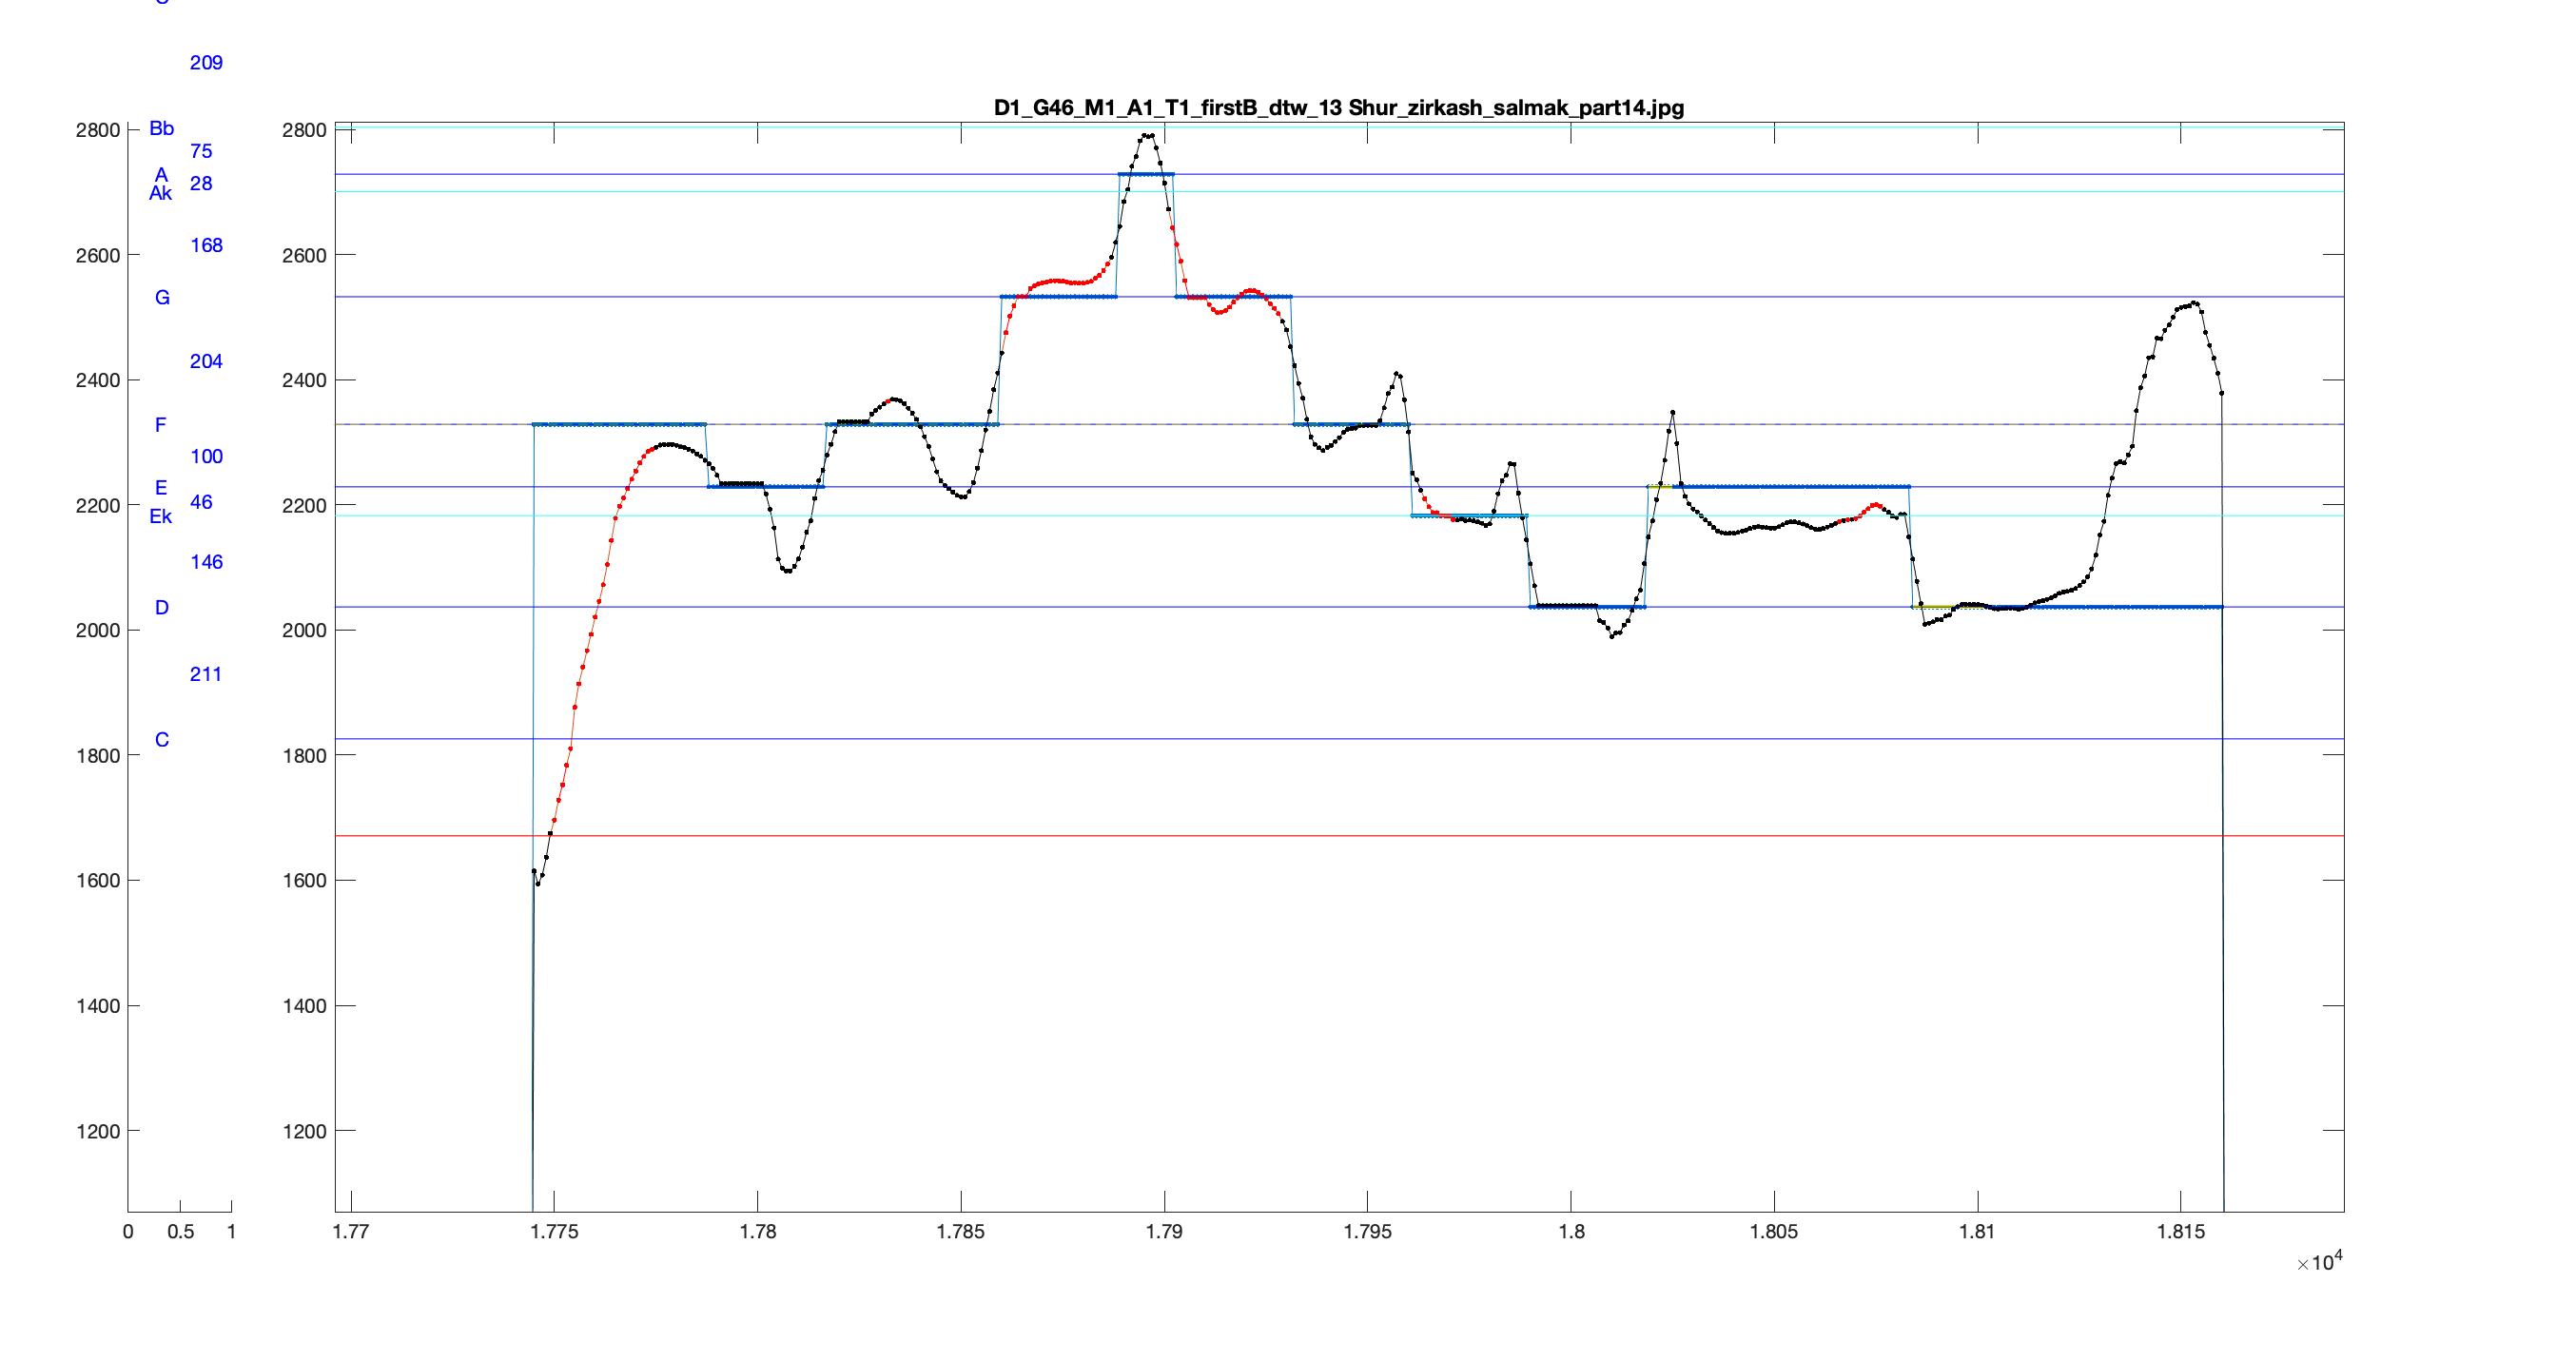 209
D1_G46_M1_A1_T1_firstB_dtw_13 Shur_zirkash_salmak_part14.jpg
2800 Bb 2800
75
A
28
Ak
2600 168 2600
G
204
2400 2400
F
100
E
46
2200 Ek 2200
146
D
2000 2000
211
C
1800 1800
1600 1600
1400 1400
1200 1200
0 0.5 1 1.77 1.775 1.78 1.785 1.79 1.795 1.8 1.805 1.81 1.815
×10⁴